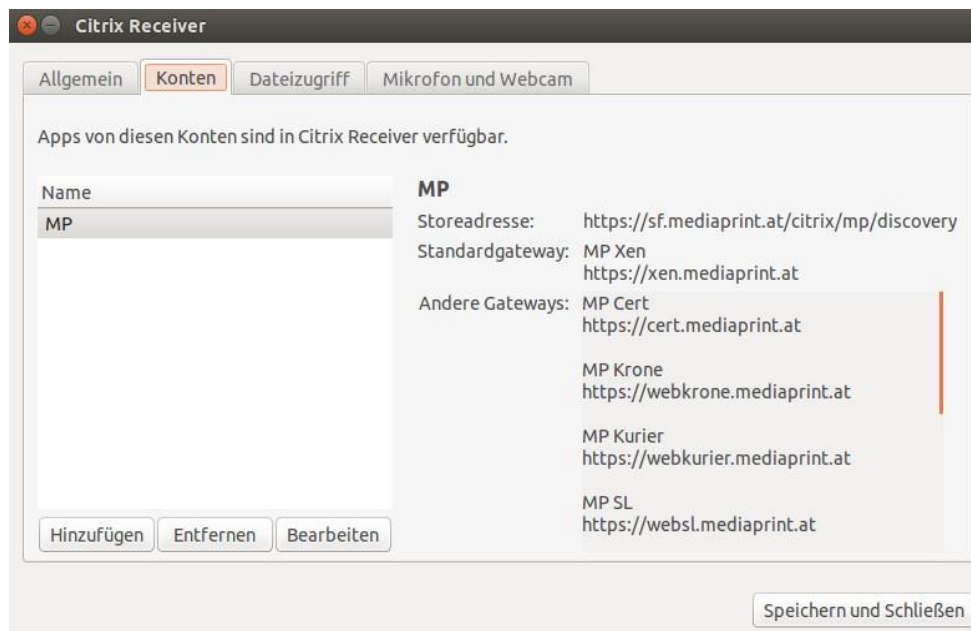 Citrix Receiver
Allgemein Konten Dateizugriff Mikrofon und Webcam
Apps von diesen Konten sind in Citrix Receiver verfügbar.
Name
MP
MP
Storeadresse: https://sf.mediaprint.at/citrix/mp/discovery
Standardgateway: MP Xen
https://xen.mediaprint.at
Andere Gateways: MP Cert
https://cert.mediaprint.at
MP Krone
https://webkrone.mediaprint.at
MP Kurier
https://webkurier.mediaprint.at
MP SL
https://websl.mediaprint.at
Hinzufügen Entfernen Bearbeiten
Speichern und Schließen